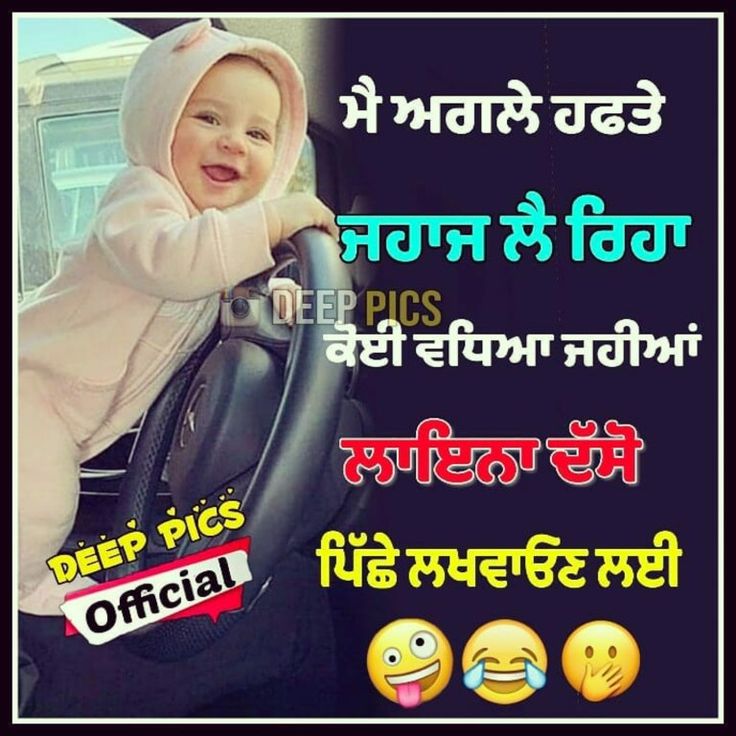 ਮੈ ਅਗਲੇ ਹਫਤੇ
ਜਹਾਜ ਲੈ ਰਿਹਾ
DEEP PICS
ਕੋਈ ਵਧਿਆ ਜਹੀਆਂ
ਲਾਇਨਾ ਦੱਸੋ
ਪਿੱਛੇ ਲਖਵਾਓਣ ਲਈ
DEEP PICS
Official